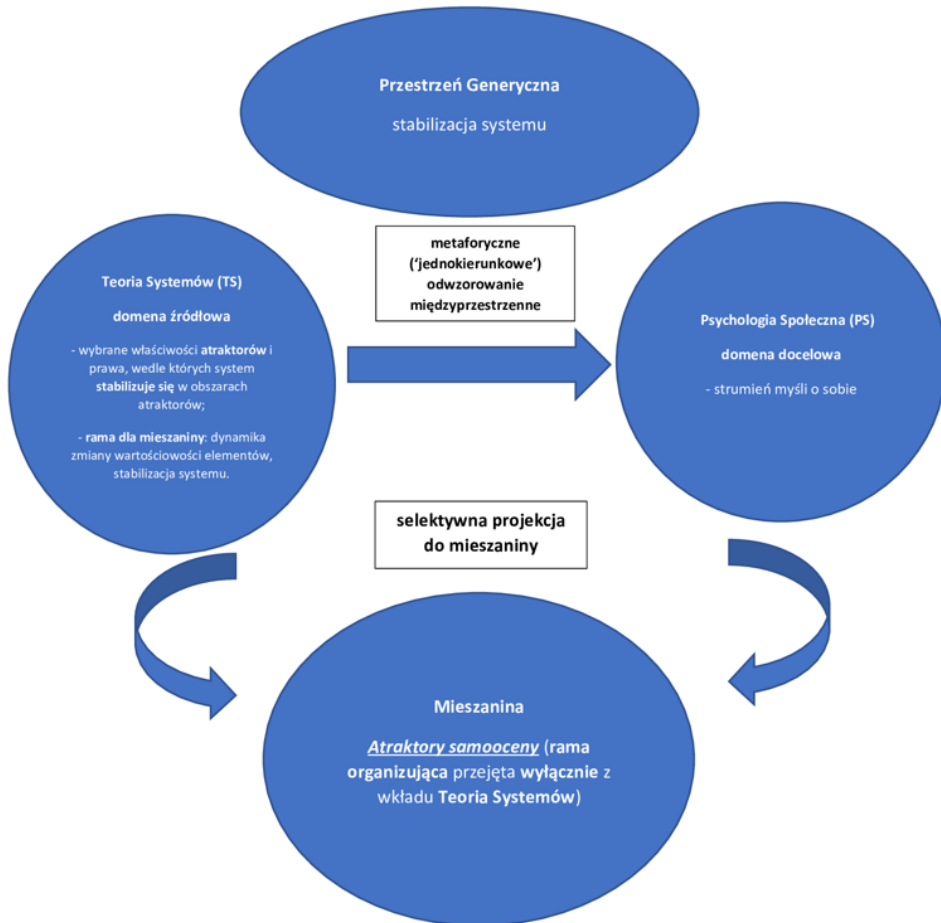 Przestrzeń Generyczna
stabilizacja systemu
metaforyczne
(‘jednokierunkowe’)
odwzorowanie
międzyprzestrzenne
Teoria Systemów (TS)
domena źródłowa
- wybrane właściwości atraktorów i
prawa, wedle których system
stabilizuje się w obszarach
atraktorów;
- rama dla mieszaniny: dynamika
zmiany wartościowości elementów,
stabilizacja systemu.
Psychologia Społeczna (PS)
domena docelowa
- strumień myśli o sobie
selektywna projekcja
do mieszaniny
Mieszanina
Atraktory samooceny (rama
organizująca przejęta wyłącznie z
wkładu Teoria Systemów)